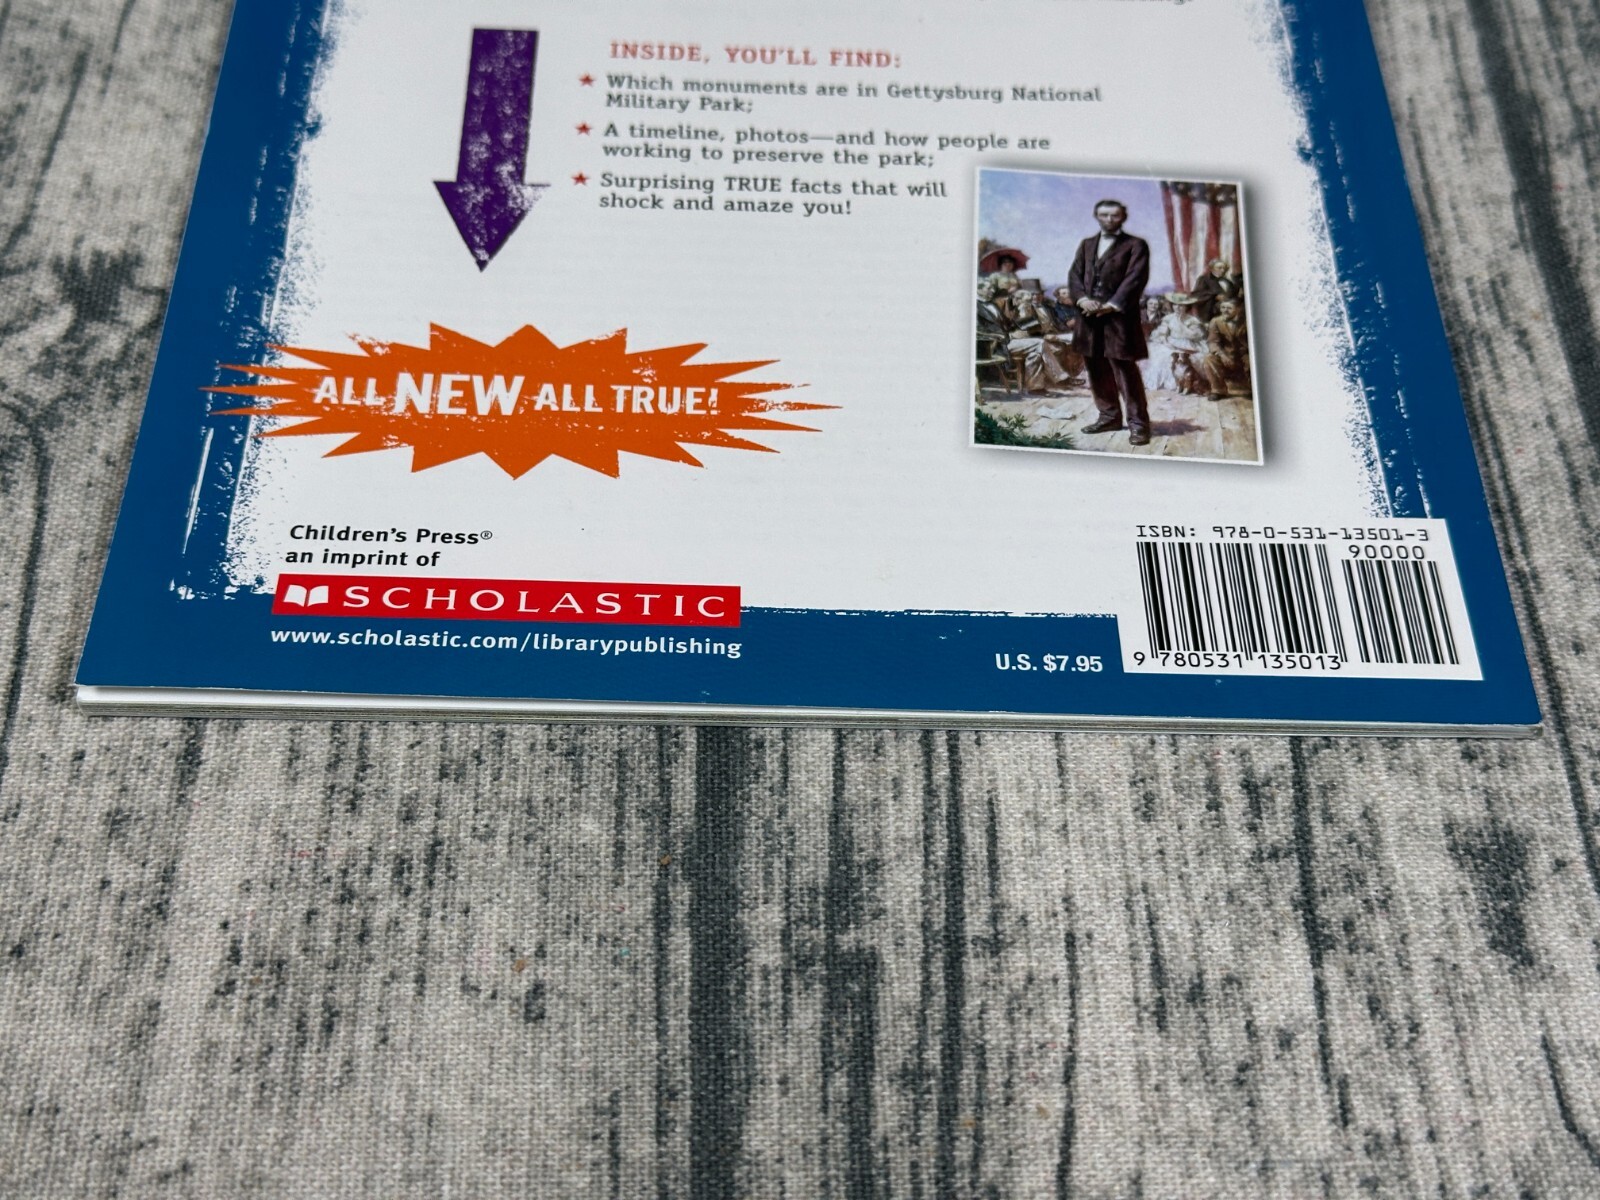 INSIDE, YOU'LL FIND:
Which monuments are in Gettysburg National
Military Park;
A timeline, photos—and how people are
working to preserve the park;
Surprising TRUE facts that will
shock and amaze you!
ALL NEW ALL TRUE!
Children's Press®
an imprint of
SCHOLASTIC
www.scholastic.com/librarypublishing
U.S. $7.95
ISBN: 978-0-531-13501-3
90000
9 780531 135013